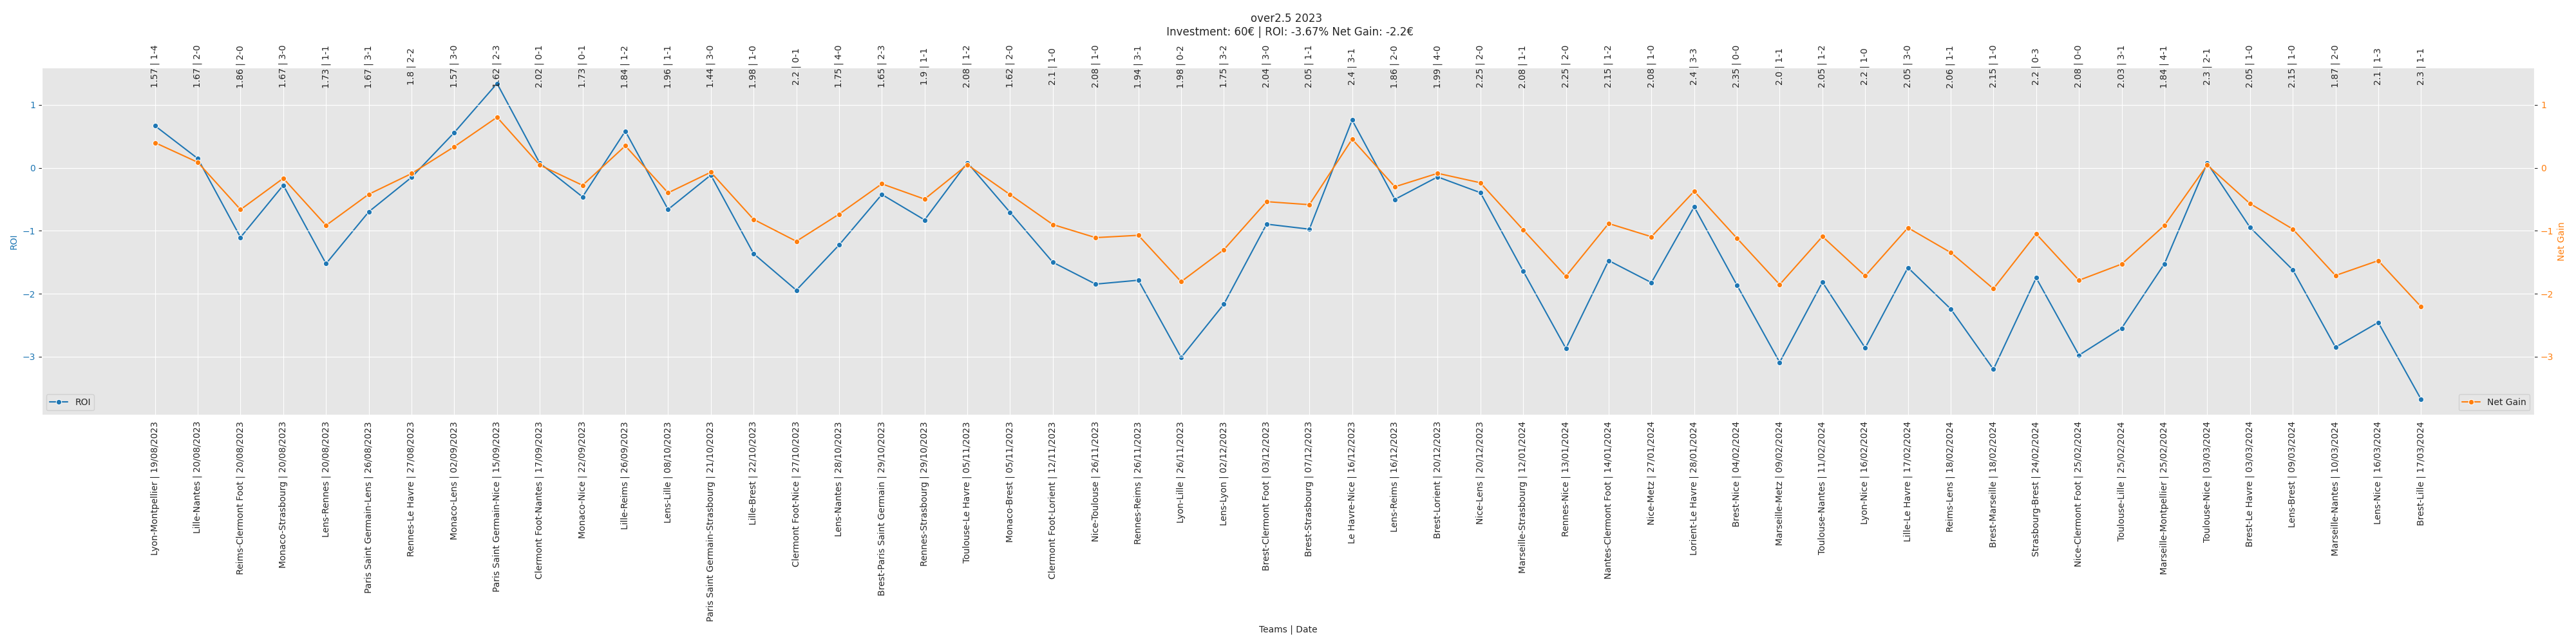 over2.5 2023
Investment: 60€ | ROI: -3.67% Net Gain: -2.2€
1.57 | 1-4
1.67 | 2-0
1.86 | 2-0
1.67 | 3-0
1.73 | 1-1
1.67 | 3-1
1.8 | 2-2
1.57 | 3-0
1.62 | 2-3
2.02 | 0-1
1.73 | 0-1
1.84 | 1-2
1.96 | 1-1
1.44 | 3-0
1.98 | 1-0
2.2 | 0-1
1.75 | 4-0
1.65 | 2-3
1.9 | 1-1
2.08 | 1-2
1.62 | 2-0
2.1 | 1-0
2.08 | 1-0
1.94 | 3-1
1.98 | 0-2
1.75 | 3-2
2.04 | 3-0
2.05 | 1-1
2.4 | 3-1
1.86 | 2-0
1.99 | 4-0
2.25 | 2-0
2.08 | 1-1
2.25 | 2-0
2.15 | 1-2
2.08 | 1-0
2.4 | 3-3
2.35 | 0-0
2.0 | 1-1
2.05 | 1-2
2.2 | 1-0
2.05 | 3-0
2.06 | 1-1
2.15 | 1-0
2.2 | 0-3
2.08 | 0-0
2.03 | 3-1
1.84 | 4-1
2.3 | 2-1
2.05 | 1-0
2.15 | 1-0
1.87 | 2-0
2.1 | 1-3
2.3 | 1-1
1
0
−1
−2
−3
ROI
1
0
−1
−2
−3
Net Gain
ROI
Net Gain
Lyon-Montpellier | 19/08/2023
Lille-Nantes | 20/08/2023
Reims-Clermont Foot | 20/08/2023
Monaco-Strasbourg | 20/08/2023
Lens-Rennes | 20/08/2023
Paris Saint Germain-Lens | 26/08/2023
Rennes-Le Havre | 27/08/2023
Monaco-Lens | 02/09/2023
Paris Saint Germain-Nice | 15/09/2023
Clermont Foot-Nantes | 17/09/2023
Monaco-Nice | 22/09/2023
Lille-Reims | 26/09/2023
Lens-Lille | 08/10/2023
Paris Saint Germain-Strasbourg | 21/10/2023
Lille-Brest | 22/10/2023
Clermont Foot-Nice | 27/10/2023
Lens-Nantes | 28/10/2023
Brest-Paris Saint Germain | 29/10/2023
Rennes-Strasbourg | 29/10/2023
Toulouse-Le Havre | 05/11/2023
Monaco-Brest | 05/11/2023
Clermont Foot-Lorient | 12/11/2023
Nice-Toulouse | 26/11/2023
Rennes-Reims | 26/11/2023
Lyon-Lille | 26/11/2023
Lens-Lyon | 02/12/2023
Brest-Clermont Foot | 03/12/2023
Brest-Strasbourg | 07/12/2023
Le Havre-Nice | 16/12/2023
Lens-Reims | 16/12/2023
Brest-Lorient | 20/12/2023
Nice-Lens | 20/12/2023
Marseille-Strasbourg | 12/01/2024
Rennes-Nice | 13/01/2024
Nantes-Clermont Foot | 14/01/2024
Nice-Metz | 27/01/2024
Lorient-Le Havre | 28/01/2024
Brest-Nice | 04/02/2024
Marseille-Metz | 09/02/2024
Toulouse-Nantes | 11/02/2024
Lyon-Nice | 16/02/2024
Lille-Le Havre | 17/02/2024
Reims-Lens | 18/02/2024
Brest-Marseille | 18/02/2024
Strasbourg-Brest | 24/02/2024
Nice-Clermont Foot | 25/02/2024
Toulouse-Lille | 25/02/2024
Marseille-Montpellier | 25/02/2024
Toulouse-Nice | 03/03/2024
Brest-Le Havre | 03/03/2024
Lens-Brest | 09/03/2024
Marseille-Nantes | 10/03/2024
Lens-Nice | 16/03/2024
Brest-Lille | 17/03/2024
Teams | Date